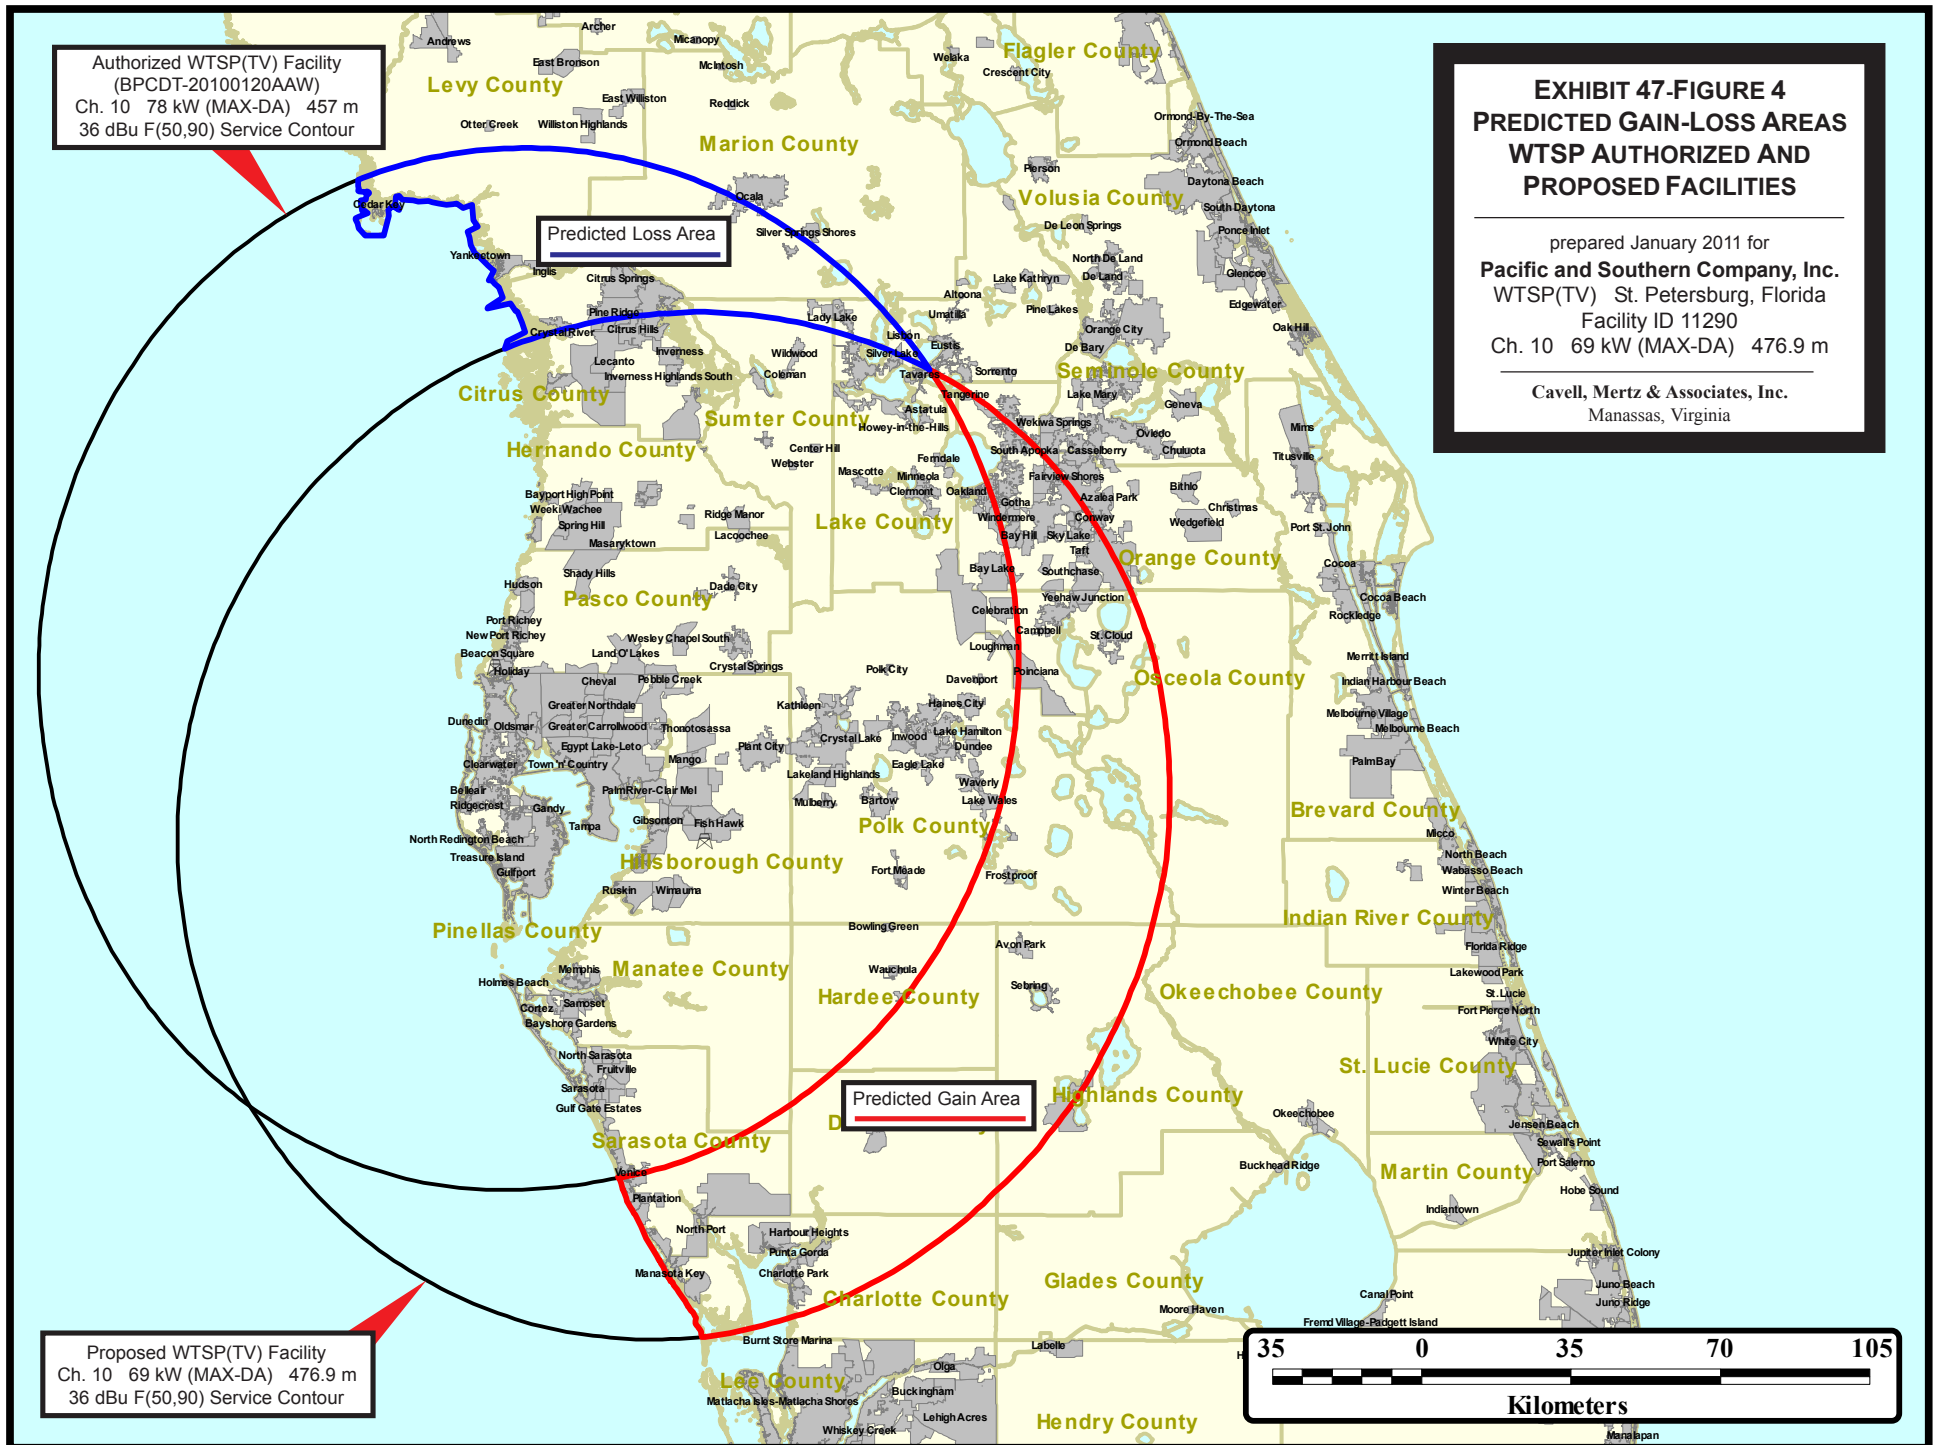 Authorized WTSP(TV) Facility
(BPCDT-20100120AAW)
Ch. 10 78 kW (MAX-DA) 457 m
36 dBu F(50,90) Service Contour
EXHIBIT 47-FIGURE 4
PREDICTED GAIN-LOSS AREAS
WTSP AUTHORIZED AND
PROPOSED FACILITIES
prepared January 2011 for
Pacific and Southern Company, Inc.
WTSP(TV) St. Petersburg, Florida
Facility ID 11290
Ch. 10 69 kW (MAX-DA) 476.9 m
Cavell, Mertz & Associates, Inc.
Manassas, Virginia
Archer
Andrews
Micanopy
East Bronson
McIntosh
Welaka
Flagler County
Crescent City
Levy County
East Williston
Reddick
Otter Creek
Williston Highlands
Ormond-By-The-Sea
Ormond Beach
Marion County
Pierson
Daytona Beach
Volusia County
Ocala
Cedar Key
South Daytona
De Leon Springs
Ponce Inlet
Silver Springs Shores
Predicted Loss Area
Yankeetown
Inglis
North De Land
De Land
Glencoe
Citrus Springs
Lake Kathryn
Altoona
Edgewater
Pine Ridge
Lady Lake
Umatilla
Pine Lakes
Oak Hill
Crystal River
Citrus Hills
Lisbon
Orange City
Eustis
De Bary
Inverness
Wildwood
Silver Lake
Lecanto
Inverness Highlands South
Coleman
Tavares
Sorrento
Seminole County
Citrus County
Tangerine
Lake Mary
Geneva
Astatula
Sumter County
Howey-in-the-Hills
Wekiwa Springs
Oviedo
Mims
Hernando County
Center Hill
Webster
Ferndale
South Apopka
Casselberry
Chuluota
Titusville
Mascotte
Minneola
Clermont
Oakland
Fairview Shores
Azalea Park
Bithlo
Christmas
Bayport High Point
Weeki Wachee
Spring Hill
Masaryktown
Ridge Manor
Lacoochee
Lake County
Gotha
Windermere
Conway
Wedgefield
Port St. John
Bay Hill
Sky Lake
Taft
Orange County
Shady Hills
Bay Lake
Southchase
Cocoa
Hudson
Dade City
Pasco County
Celebration
Yeehaw Junction
Cocoa Beach
Rockledge
Port Richey
New Port Richey
Wesley Chapel South
Campbell
St. Cloud
Beacon Square
Land O' Lakes
Loughman
Merritt Island
Holiday
Crystal Springs
Polk City
Poinciana
Osceola County
Cheval
Pebble Creek
Davenport
Indian Harbour Beach
Greater Northdale
Kathleen
Haines City
Melbourne Village
Dunedin
Oldsmar
Greater Carrollwood
Thonotosassa
Melbourne Beach
Egypt Lake-Leto
Plant City
Crystal Lake
Inwood
Lake Hamilton
Dundee
Clearwater
Town 'n' Country
Mango
Lakeland Highlands
Eagle Lake
Palm Bay
Waverly
Belleair
Ridgecrest
Palm River-Clair Mel
Mulberry
Bartow
Lake Wales
Brevard County
Gandy
Tampa
Gibsonton
Fish Hawk
Polk County
Micco
North Redington Beach
Treasure Island
Gulfport
Hillsborough County
Fort Meade
Frostproof
North Beach
Wabasso Beach
Winter Beach
Ruskin
Wimauma
Pinellas County
Bowling Green
Indian River County
Avon Park
Florida Ridge
Memphis
Manatee County
Wauchula
Lakewood Park
Holmes Beach
Hardee County
Sebring
Okeechobee County
St. Lucie
Fort Pierce North
Cortez
Samoset
Bayshore Gardens
White City
North Sarasota
Fruitville
St. Lucie County
Sarasota
Gulf Gate Estates
Predicted Gain Area
Highlands County
Okeechobee
D
Jensen Beach
Sarasota County
Sewall's Point
Port Salerno
Venice
Buckhead Ridge
Martin County
Plantation
Hobe Sound
Indiantown
North Port
Harbour Heights
Punta Gorda
Jupiter Inlet Colony
Manasota Key
Charlotte Park
Glades County
Juno Beach
Canal Point
Juno Ridge
Charlotte County
Moore Haven
Fremd Village-Padgett Island
Burnt Store Marina
Labelle
H
Proposed WTSP(TV) Facility
Ch. 10 69 kW (MAX-DA) 476.9 m
36 dBu F(50,90) Service Contour
Olga
Lee County
Buckingham
Matlacha Isles-Matlacha Shores
Lehigh Acres
Whiskey Creek
Hendry County
35 0 35 70 105
Kilometers
Manalapan